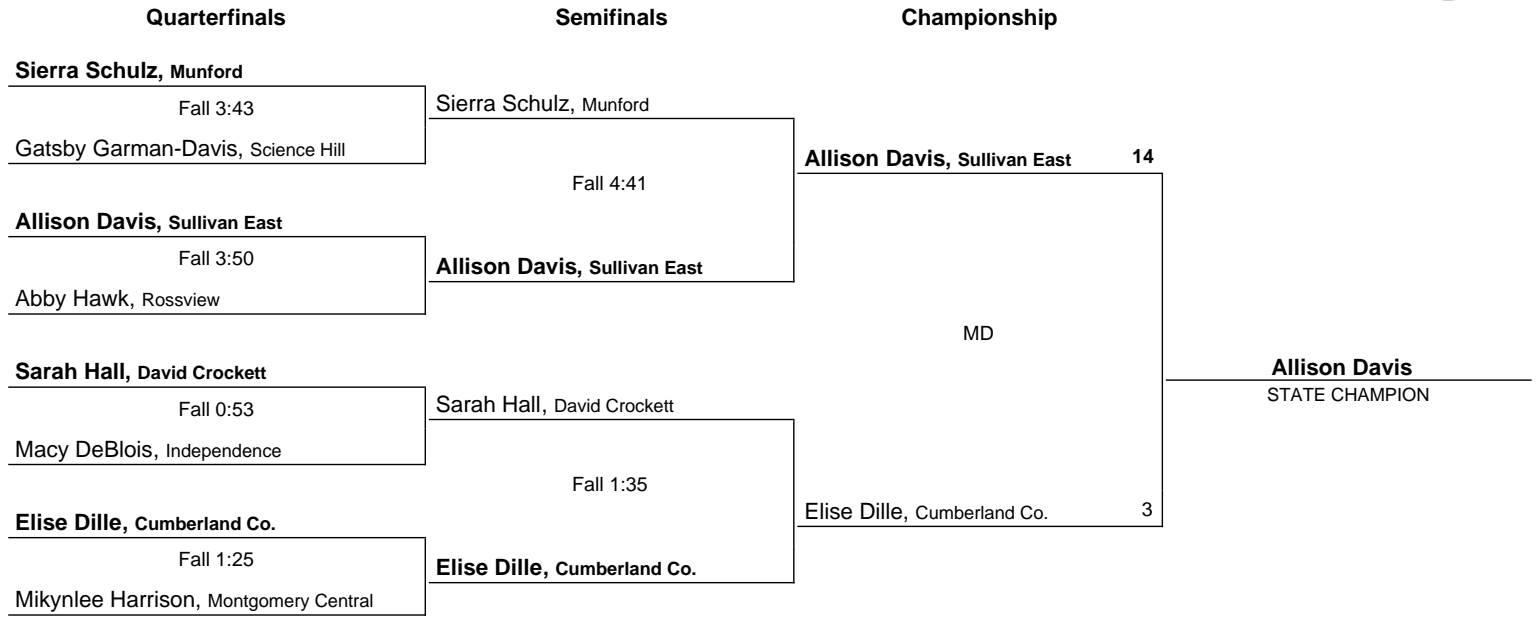 Quarterfinals Semifinals Championship
Sierra Schulz, Munford
Fall 3:43
Sierra Schulz, Munford
Gatsby Garman-Davis, Science Hill
Allison Davis, Sullivan East 14
Fall 4:41
Allison Davis, Sullivan East
Fall 3:50
Allison Davis, Sullivan East
Abby Hawk, Rossview
MD
Sarah Hall, David Crockett
Allison Davis
STATE CHAMPION
Fall 0:53
Sarah Hall, David Crockett
Macy DeBlois, Independence
Fall 1:35
Elise Dille, Cumberland Co. 3
Elise Dille, Cumberland Co.
Fall 1:25
Elise Dille, Cumberland Co.
Mikynlee Harrison, Montgomery Central